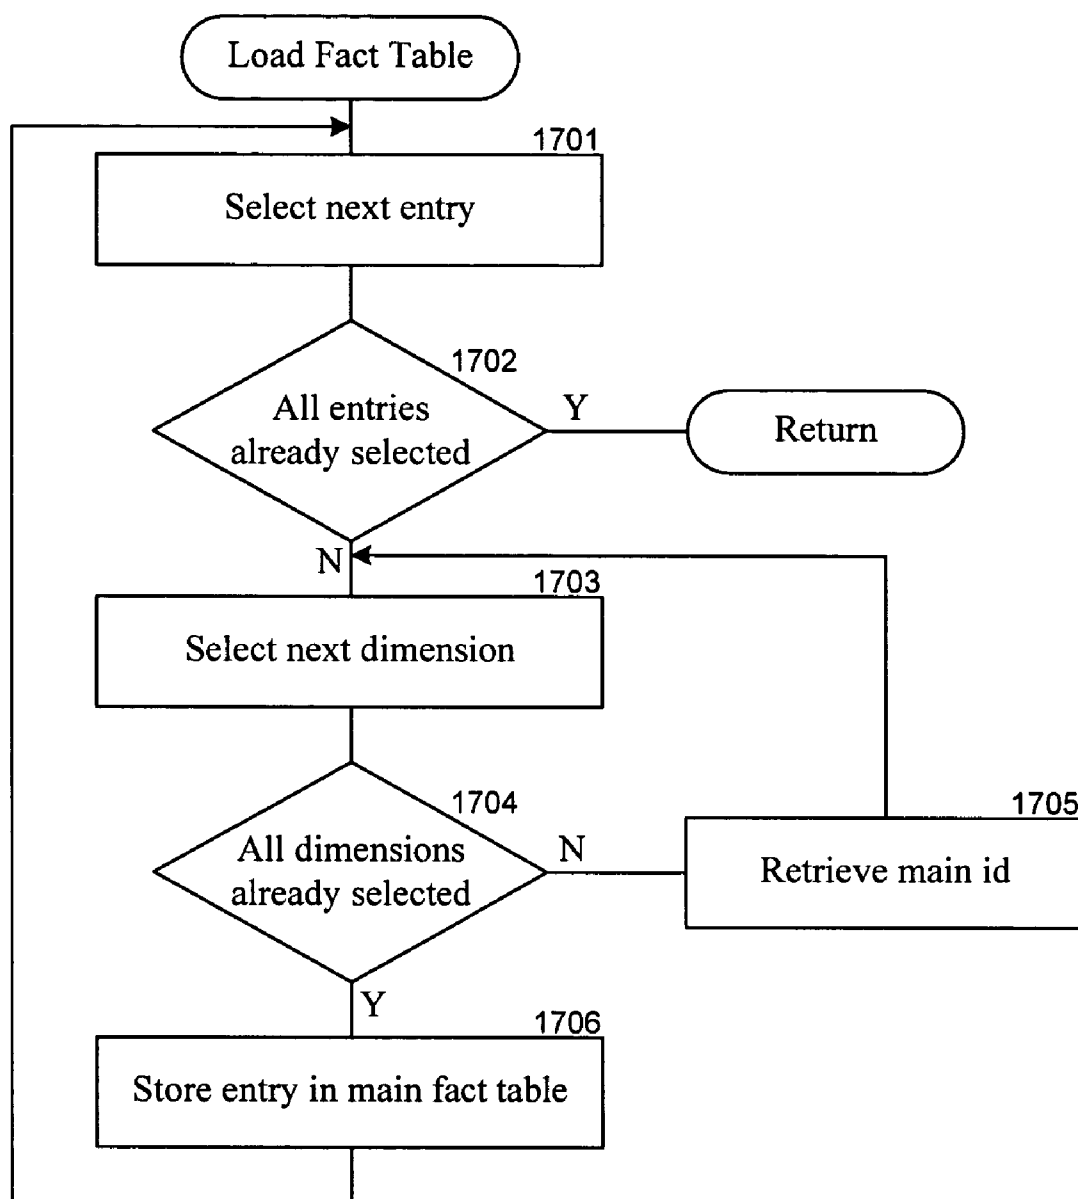 Load Fact Table
1701
Select next entry
1702
All entries
already selected
Y
Return
N
1703
Select next dimension
1704
All dimensions
already selected
N
1705
Retrieve main id
Y
1706
Store entry in main fact table